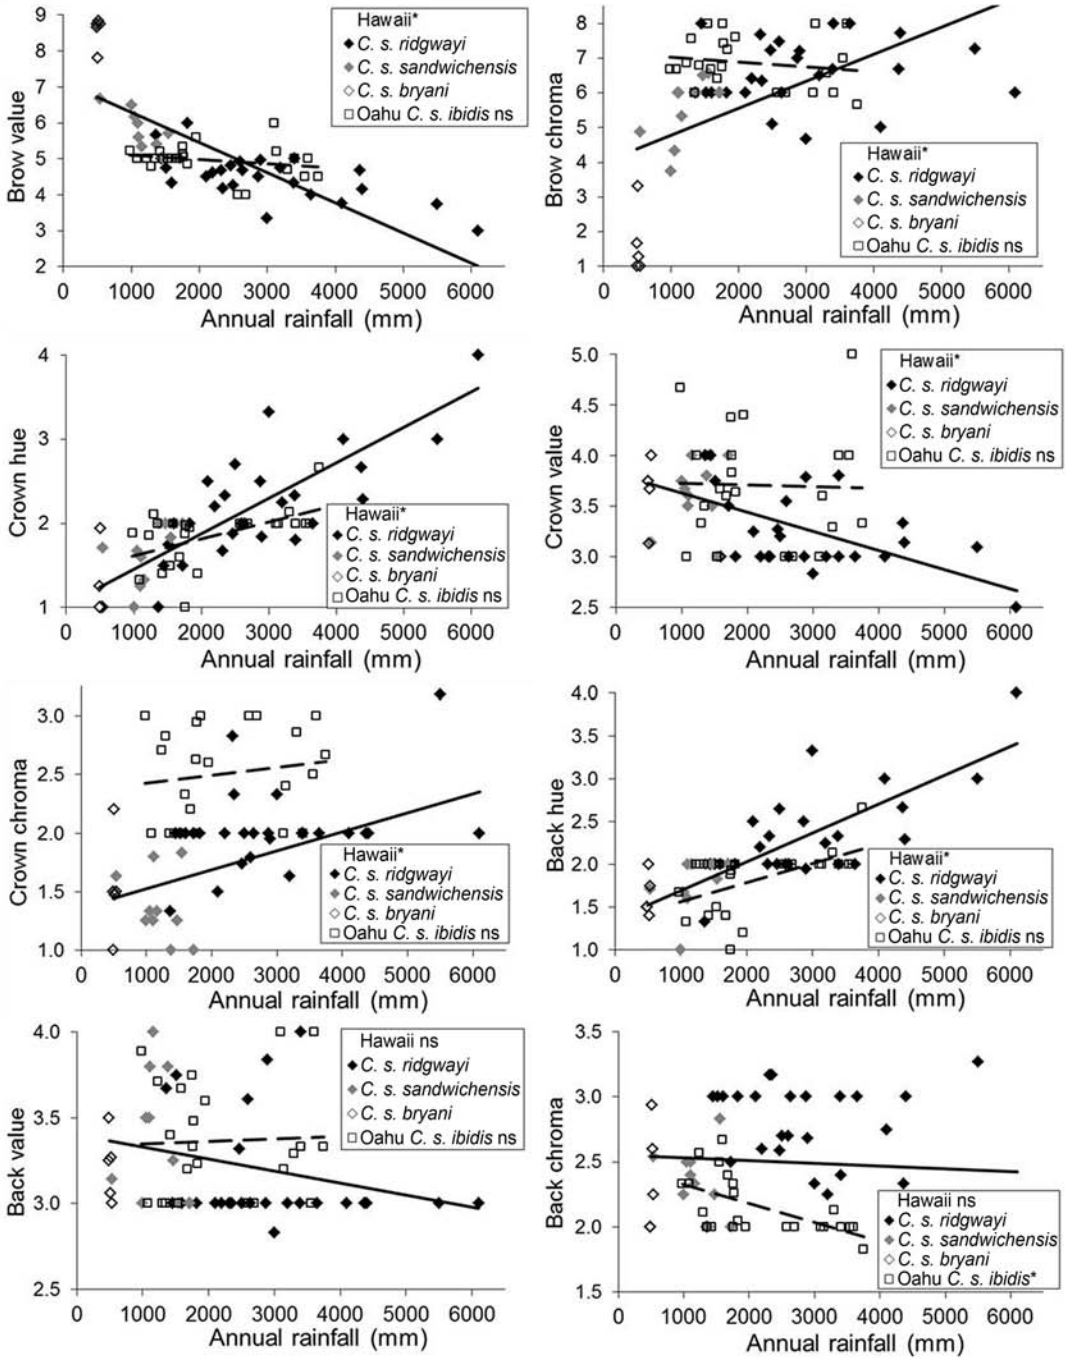 Brow value
9
8
7
6
5
4
3
2
0 1000 2000 3000 4000 5000 6000
Annual rainfall (mm)
Hawaii*
C. s. ridgwayi
C. s. sandwichensis
C. s. bryani
Oahu C. s. ibidis ns
Brow chroma
8
7
6
5
4
3
2
1
0 1000 2000 3000 4000 5000 6000
Annual rainfall (mm)
Hawaii*
C. s. ridgwayi
C. s. sandwichensis
C. s. bryani
Oahu C. s. ibidis ns
Crown hue
4
3
2
1
0 1000 2000 3000 4000 5000 6000
Annual rainfall (mm)
Hawaii*
C. s. ridgwayi
C. s. sandwichensis
C. s. bryani
Oahu C. s. ibidis ns
Crown value
5.0
4.5
4.0
3.5
3.0
2.5
0 1000 2000 3000 4000 5000 6000
Annual rainfall (mm)
Hawaii*
C. s. ridgwayi
C. s. sandwichensis
C. s. bryani
Oahu C. s. ibidis ns
Crown chroma
3.0
2.5
2.0
1.5
1.0
0 1000 2000 3000 4000 5000 6000
Annual rainfall (mm)
Hawaii*
C. s. ridgwayi
C. s. sandwichensis
C. s. bryani
Oahu C. s. ibidis ns
Back hue
4.0
3.5
3.0
2.5
2.0
1.5
1.0
0 1000 2000 3000 4000 5000 6000
Annual rainfall (mm)
Hawaii*
C. s. ridgwayi
C. s. sandwichensis
C. s. bryani
Oahu C. s. ibidis ns
Back value
4.0
3.5
3.0
2.5
0 1000 2000 3000 4000 5000 6000
Annual rainfall (mm)
Hawaii ns
C. s. ridgwayi
C. s. sandwichensis
C. s. bryani
Oahu C. s. ibidis ns
Back chroma
3.5
3.0
2.5
2.0
1.5
0 1000 2000 3000 4000 5000 6000
Annual rainfall (mm)
Hawaii ns
C. s. ridgwayi
C. s. sandwichensis
C. s. bryani
Oahu C. s. ibidis*